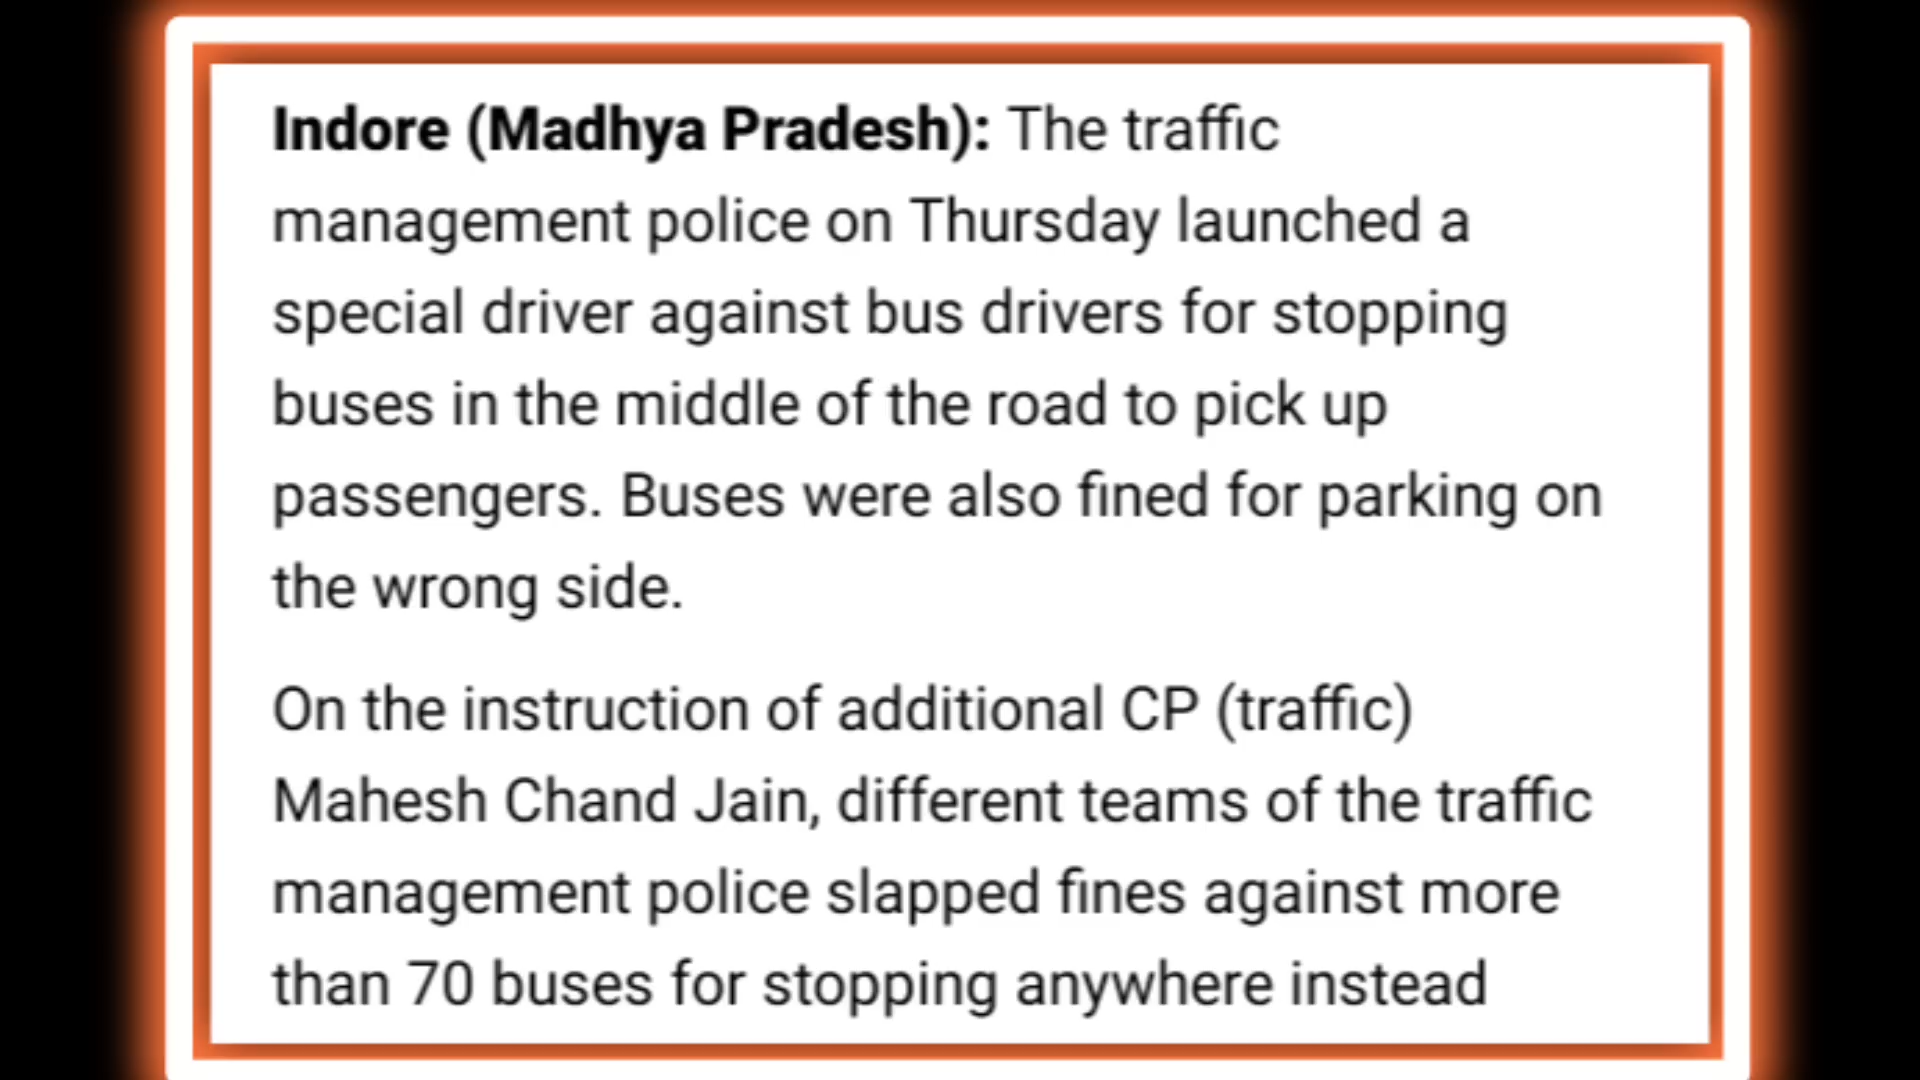 Indore (Madhya Pradesh): The traffic
management police on Thursday launched a
special driver against bus drivers for stopping
buses in the middle of the road to pick up
passengers. Buses were also fined for parking on
the wrong side.
On the instruction of additional CP (traffic)
Mahesh Chand Jain, different teams of the traffic
management police slapped fines against more
than 70 buses for stopping anywhere instead